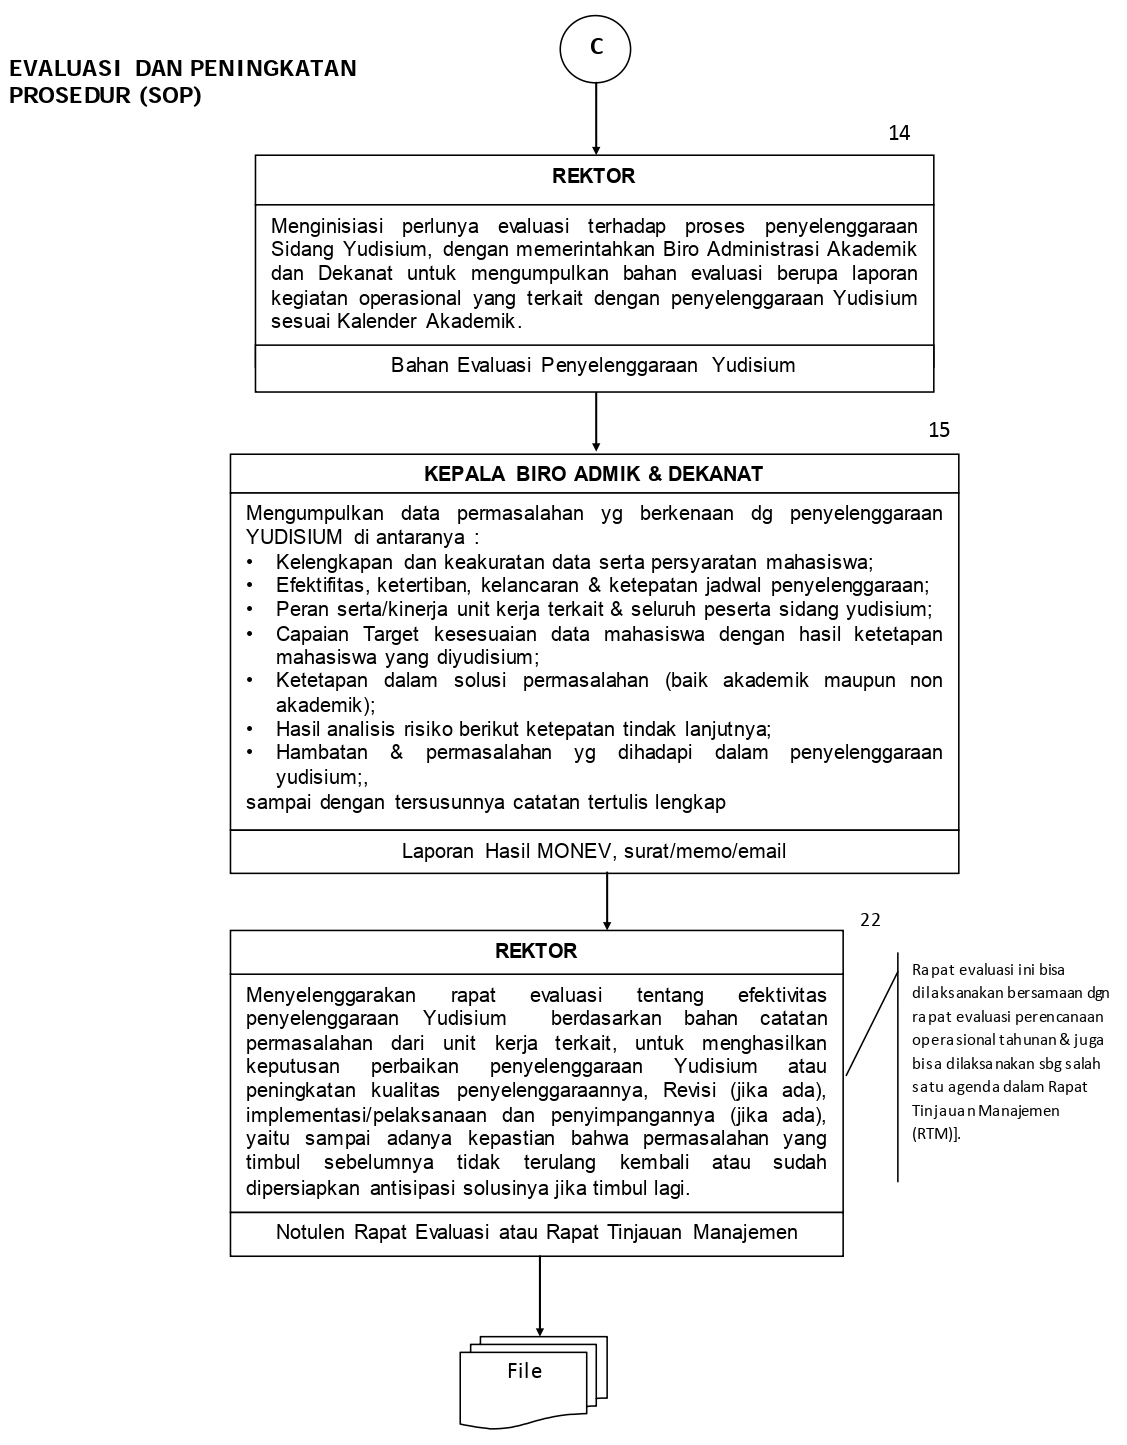 C
EVALUASI DAN PENINGKATAN
PROSEDUR (SOP)
14
REKTOR
Menginisiasi perlunya evaluasi terhadap proses penyelenggaraan
Sidang Yudisium, dengan memerintahkan Biro Administrasi Akademik
dan Dekanat untuk mengumpulkan bahan evaluasi berupa laporan
kegiatan operasional yang terkait dengan penyelenggaraan Yudisium
sesuai Kalender Akademik.
Bahan Evaluasi Penyelenggaraan Yudisium
15
KEPALA BIRO ADMIK & DEKANAT
Mengumpulkan data permasalahan yg berkenaan dg penyelenggaraan
YUDISIUM di antaranya :
• Kelengkapan dan keakuratan data serta persyaratan mahasiswa;
• Efektifitas, ketertiban, kelancaran & ketepatan jadwal penyelenggaraan;
• Peran serta/kinerja unit kerja terkait & seluruh peserta sidang yudisium;
• Capaian Target kesesuaian data mahasiswa dengan hasil ketetapan
mahasiswa yang diyudisium;
• Ketetapan dalam solusi permasalahan (baik akademik maupun non
akademik);
• Hasil analisis risiko berikut ketepatan tindak lanjutnya;
• Hambatan & permasalahan yg dihadapi dalam penyelenggaraan
yudisium;,
sampai dengan tersusunnya catatan tertulis lengkap
Laporan Hasil MONEV, surat/memo/email
22
REKTOR
Menyelenggarakan rapat evaluasi tentang efektivitas
penyelenggaraan Yudisium berdasarkan bahan catatan
permasalahan dari unit kerja terkait, untuk menghasilkan
keputusan perbaikan penyelenggaraan Yudisium atau
peningkatan kualitas penyelenggaraannya, Revisi (jika ada),
implementasi/pelaksanaan dan penyimpangannya (jika ada),
yaitu sampai adanya kepastian bahwa permasalahan yang
timbul sebelumnya tidak terulang kembali atau sudah
dipersiapkan antisipasi solusinya jika timbul lagi.
Notulen Rapat Evaluasi atau Rapat Tinjauan Manajemen
Rapat evaluasi ini bisa
dilaksanakan bersamaan dgn
rapat evaluasi perencanaan
operasional tahunan & juga
bisa dilaksanakan sbg salah
satu agenda dalam Rapat
Tinjauan Manajemen
(RTM)].
File